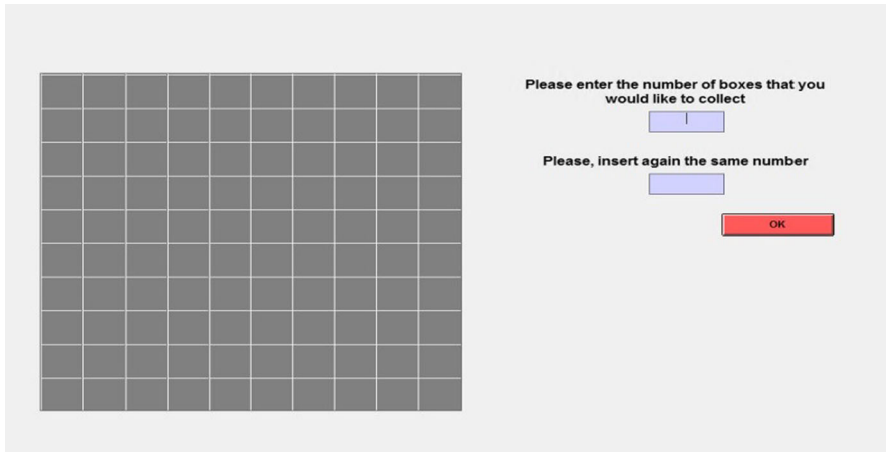 Please enter the number of boxes that you
would like to collect
Please, insert again the same number
OK